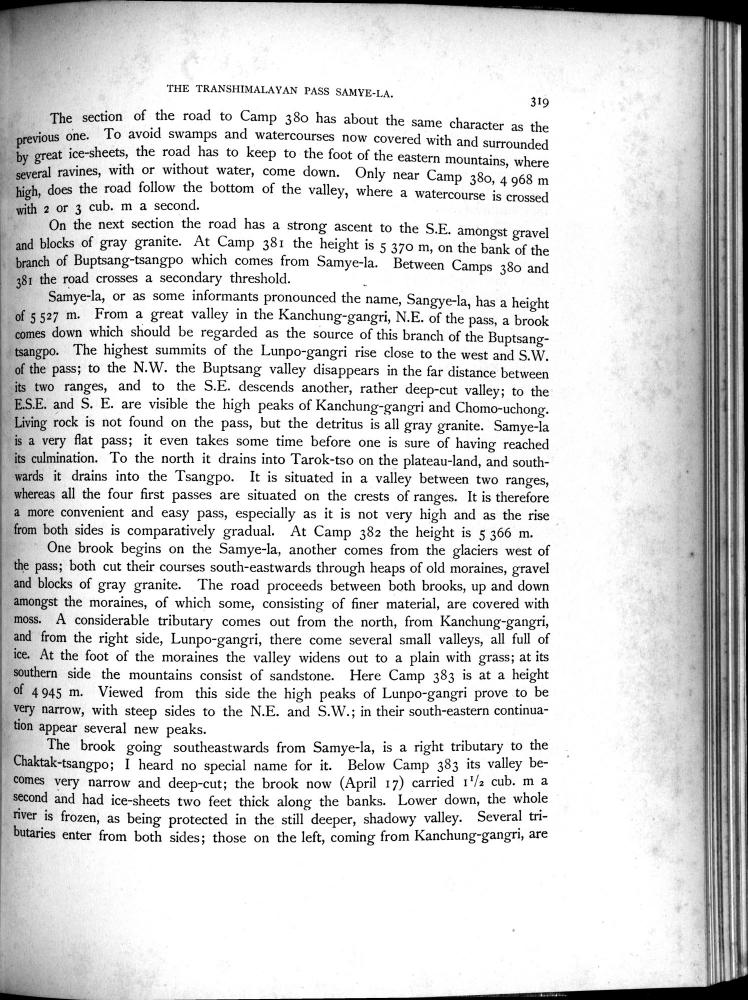 THE TRANSHIMALAYAN PASS SAMYE-LA.
319
The section of the road to Camp 380 has about the same character as the
previous one. To avoid swamps and watercourses now covered with and surrounded
by great ice-sheets, the road has to keep to the foot of the eastern mountains, where
several ravines, with or without water, come down. Only near Camp 380, 4 968 m
high, does the road follow the bottom of the valley, where a watercourse is crossed
with 2 or 3 cub. m a second.
On the next section the road has a strong ascent to the S.E. amongst gravel
and blocks of gray granite. At Camp 381 the height is 5 370 m, on the bank of the
branch of Buptsang-tsangpo which comes from Samye-la. Between Camps 380 and
381 the road crosses a secondary threshold.
Samye-la, or as some informants pronounced the name, Sangye-la, has a height
of 5 527 m. From a great valley in the Kanchung-gangri, N.E. of the pass, a brook
comes down which should be regarded as the source of this branch of the Buptsang-
tsangpo. The highest summits of the Lunpo-gangri rise close to the west and S.W.
of the pass; to the N.W. the Buptsang valley disappears in the far distance between
its two ranges, and to the S.E. descends another, rather deep-cut valley; to the
E.S.E. and S. E. are visible the high peaks of Kanchung-gangri and Chomo-uchong.
Living rock is not found on the pass, but the detritus is all gray granite. Samye-la
is a very flat pass; it even takes some time before one is sure of having reached
its culmination. To the north it drains into Tarok-tso on the plateau-land, and south-
wards it drains into the Tsangpo. It is situated in a valley between two ranges,
whereas all the four first passes are situated on the crests of ranges. It is therefore
a more convenient and easy pass, especially as it is not very high and as the rise
from both sides is comparatively gradual. At Camp 382 the height is 5 366 m.
One brook begins on the Samye-la, another comes from the glaciers west of
the pass; both cut their courses south-eastwards through heaps of old moraines, gravel
and blocks of gray granite. The road proceeds between both brooks, up and down
amongst the moraines, of which some, consisting of finer material, are covered with
moss. A considerable tributary comes out from the north, from Kanchung-gangri,
and from the right side, Lunpo-gangri, there come several small valleys, all full of
ice. At the foot of the moraines the valley widens out to a plain with grass; at its
southern side the mountains consist of sandstone. Here Camp 383 is at a height
of 4 945 m. Viewed from this side the high peaks of Lunpo-gangri prove to be
very narrow, with steep sides to the N.E. and S.W.; in their south-eastern continua-
tion appear several new peaks.
The brook going southeastwards from Samye-la, is a right tributary to the
Chaktak-tsangpo; I heard no special name for it. Below Camp 383 its valley be-
comes very narrow and deep-cut; the brook now (April 17) carried 1 1/2 cub. m a
second and had ice-sheets two feet thick along the banks. Lower down, the whole
river is frozen, as being protected in the still deeper, shadowy valley. Several tri-
butaries enter from both sides; those on the left, coming from Kanchung-gangri, are